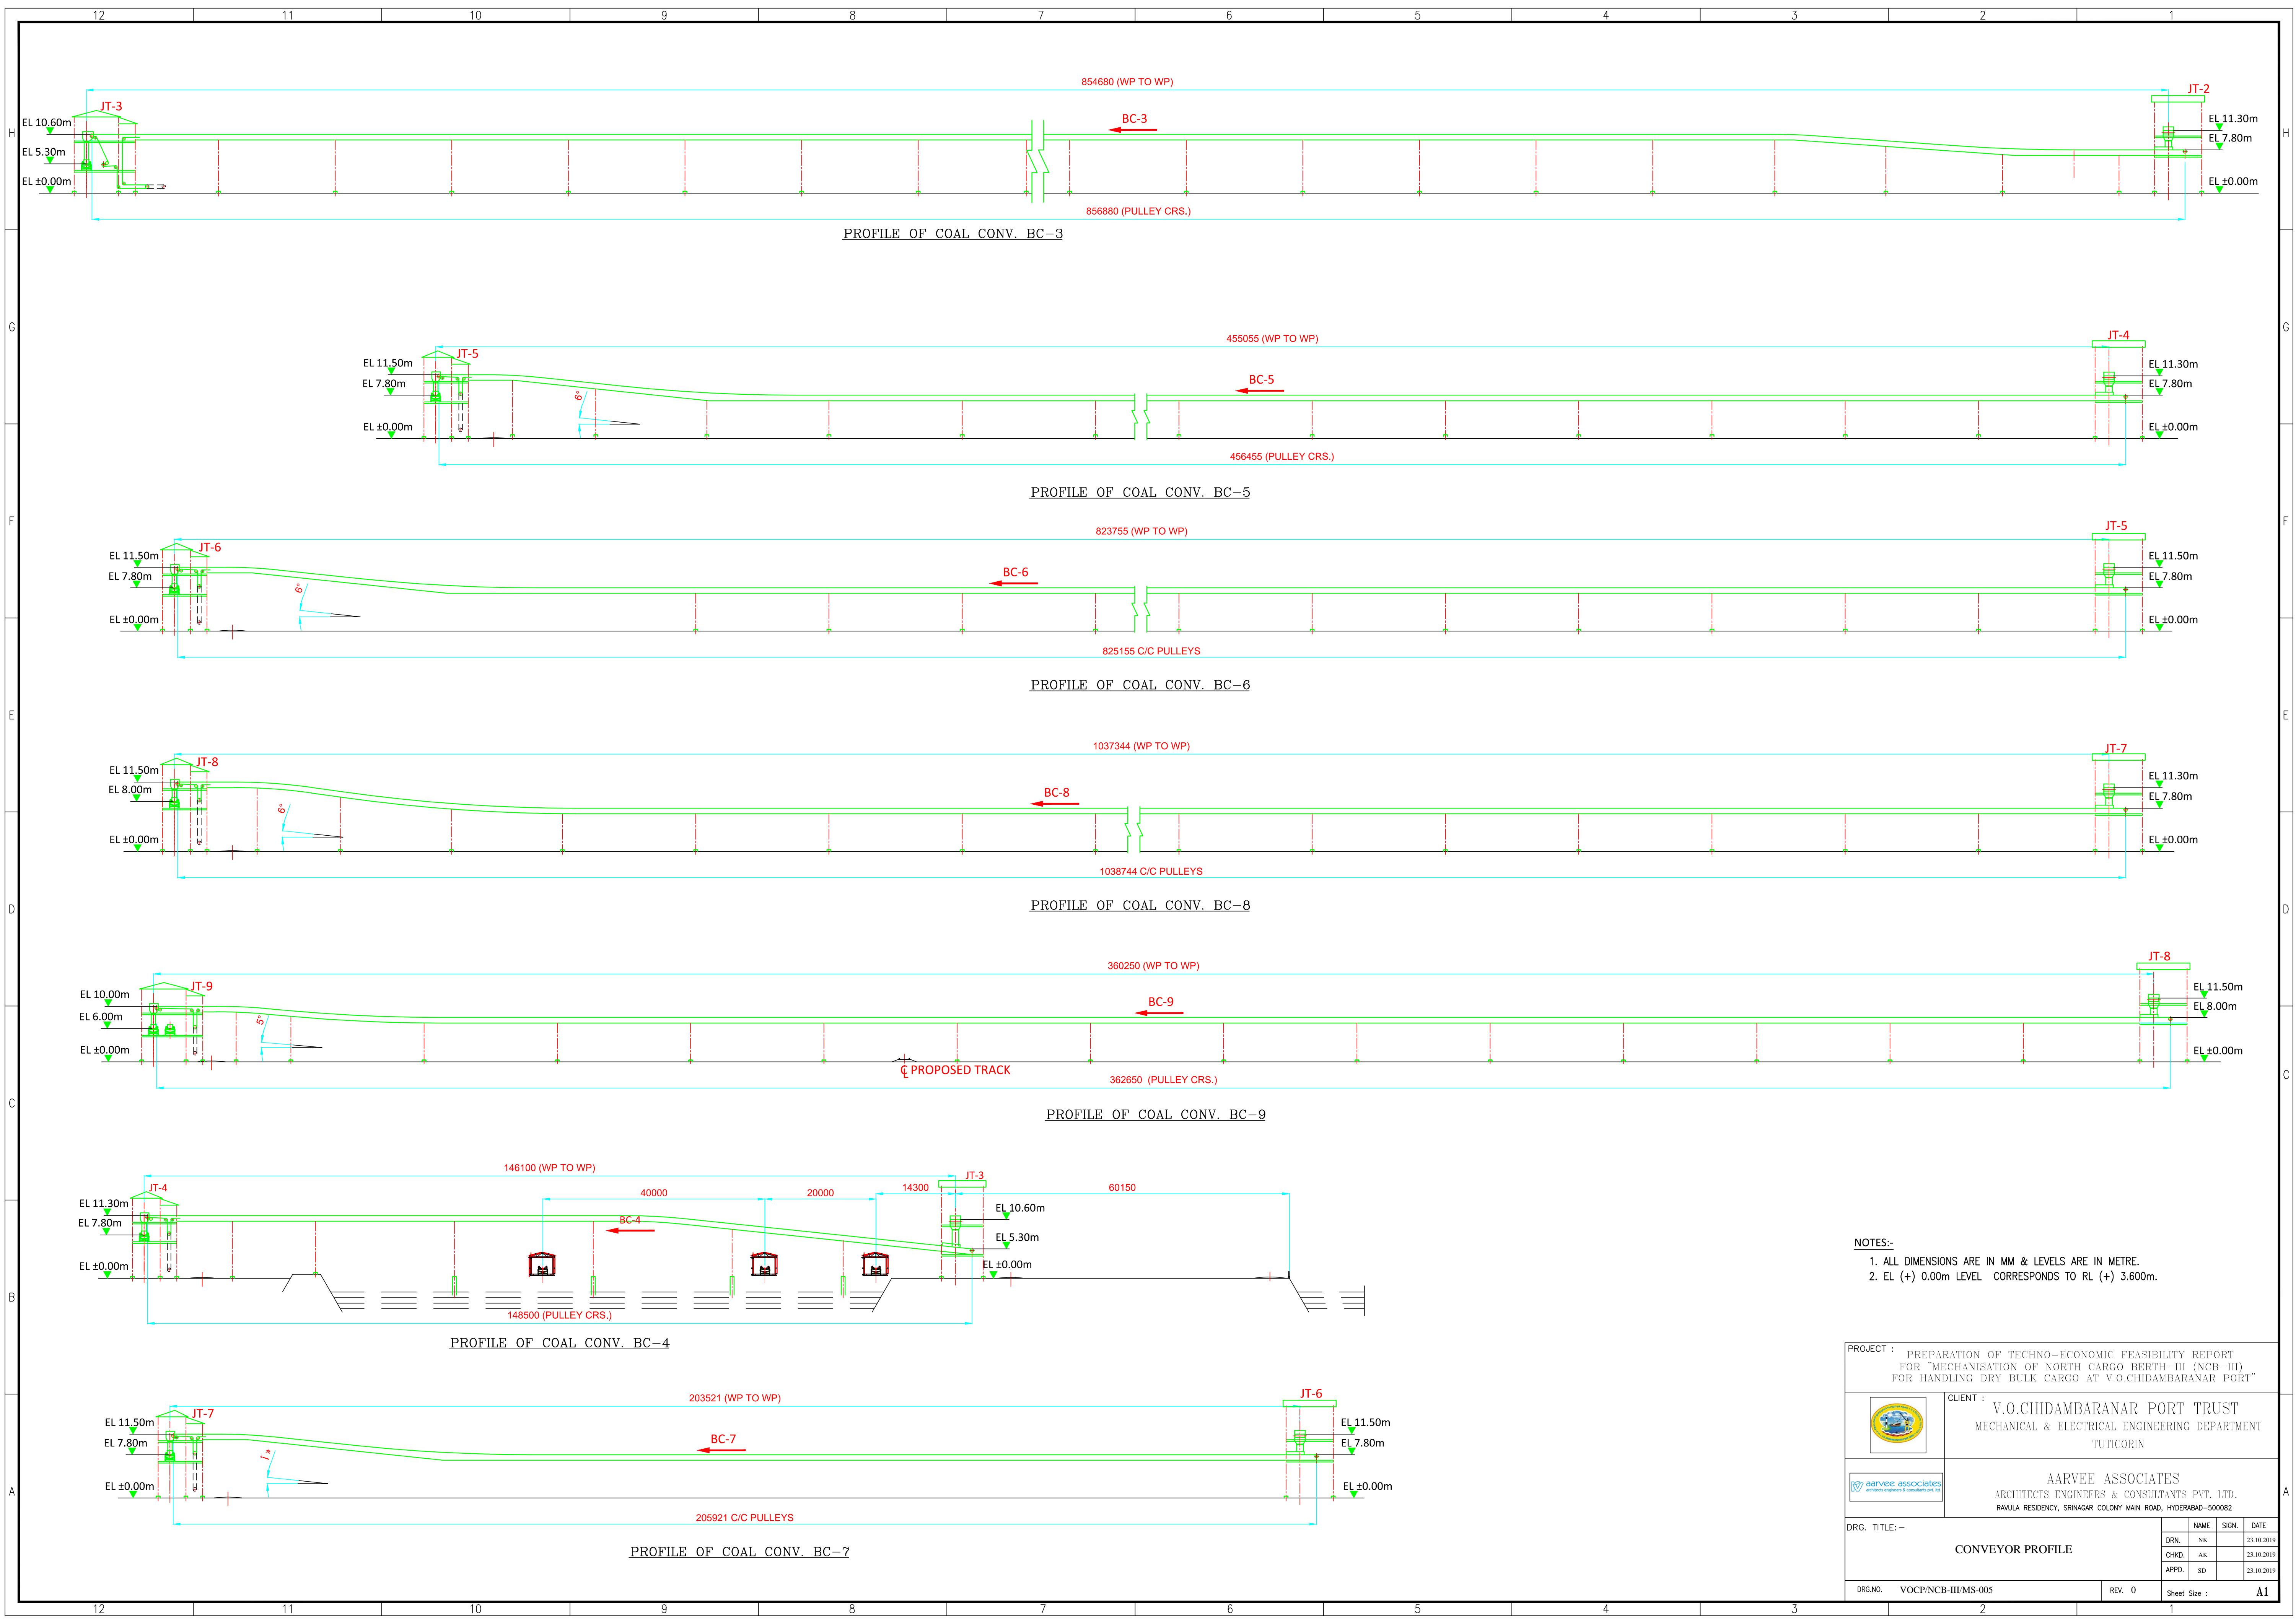 12 11 10 9 8 7 6 5 4 3 2 1
H
G
F
E
D
C
B
A
854680 (WP TO WP)
JT-3
JT-2
EL 10.60m
EL 5.30m
EL ±0.00m
BC-3
EL 11.30m
EL 7.80m
EL ±0.00m
856880 (PULLEY CRS.)
PROFILE OF COAL CONV. BC-3
455055 (WP TO WP)
JT-5
JT-4
EL 11.50m
EL 7.80m
EL ±0.00m
6°
BC-5
EL 11.30m
EL 7.80m
EL ±0.00m
456455 (PULLEY CRS.)
PROFILE OF COAL CONV. BC-5
823755 (WP TO WP)
JT-6
JT-5
EL 11.50m
EL 7.80m
EL ±0.00m
6°
BC-6
EL 11.50m
EL 7.80m
EL ±0.00m
825155 C/C PULLEYS
PROFILE OF COAL CONV. BC-6
1037344 (WP TO WP)
JT-8
JT-7
EL 11.50m
EL 8.00m
EL ±0.00m
6°
BC-8
EL 11.30m
EL 7.80m
EL ±0.00m
1038744 C/C PULLEYS
PROFILE OF COAL CONV. BC-8
360250 (WP TO WP)
JT-9
JT-8
EL 10.00m
EL 6.00m
EL ±0.00m
5°
BC-9
EL 11.50m
EL 8.00m
EL ±0.00m
℄ PROPOSED TRACK
362650 (PULLEY CRS.)
PROFILE OF COAL CONV. BC-9
146100 (WP TO WP)
JT-4
JT-3
40000
20000
14300
60150
EL 11.30m
EL 7.80m
EL ±0.00m
BC-4
EL 10.60m
EL 5.30m
EL ±0.00m
148500 (PULLEY CRS.)
PROFILE OF COAL CONV. BC-4
203521 (WP TO WP)
JT-7
JT-6
EL 11.50m
EL 7.80m
EL ±0.00m
BC-7
EL 11.50m
EL 7.80m
EL ±0.00m
205921 C/C PULLEYS
PROFILE OF COAL CONV. BC-7
NOTES:-
1. ALL DIMENSIONS ARE IN MM & LEVELS ARE IN METRE.
2. EL (+) 0.00m LEVEL CORRESPONDS TO RL (+) 3.600m.
PROJECT :
PREPARATION OF TECHNO-ECONOMIC FEASIBILITY REPORT
FOR "MECHANISATION OF NORTH CARGO BERTH-III (NCB-III)
FOR HANDLING DRY BULK CARGO AT V.O.CHIDAMBARANAR PORT"
CLIENT :
V.O.CHIDAMBARANAR PORT TRUST
MECHANICAL & ELECTRICAL ENGINEERING DEPARTMENT
TUTICORIN
aarvee associates
architects engineers & consultants pvt. ltd.
AARVEE ASSOCIATES
ARCHITECTS ENGINEERS & CONSULTANTS PVT. LTD.
RAVULA RESIDENCY, SRINAGAR COLONY MAIN ROAD, HYDERABAD-500082
DRG. TITLE:-
CONVEYOR PROFILE
NAME SIGN. DATE
DRN. NK 23.10.2019
CHKD. AK 23.10.2019
APPD. SD 23.10.2019
DRG.NO. VOCP/NCB-III/MS-005
REV. 0
Sheet Size : A1
12 11 10 9 8 7 6 5 4 3 2 1
H
G
F
E
D
C
A